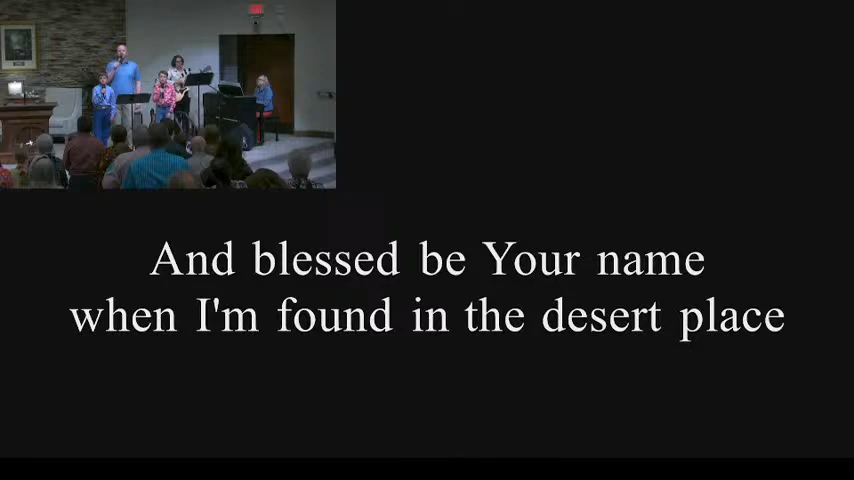 And blessed be Your name
when I'm found in the desert place